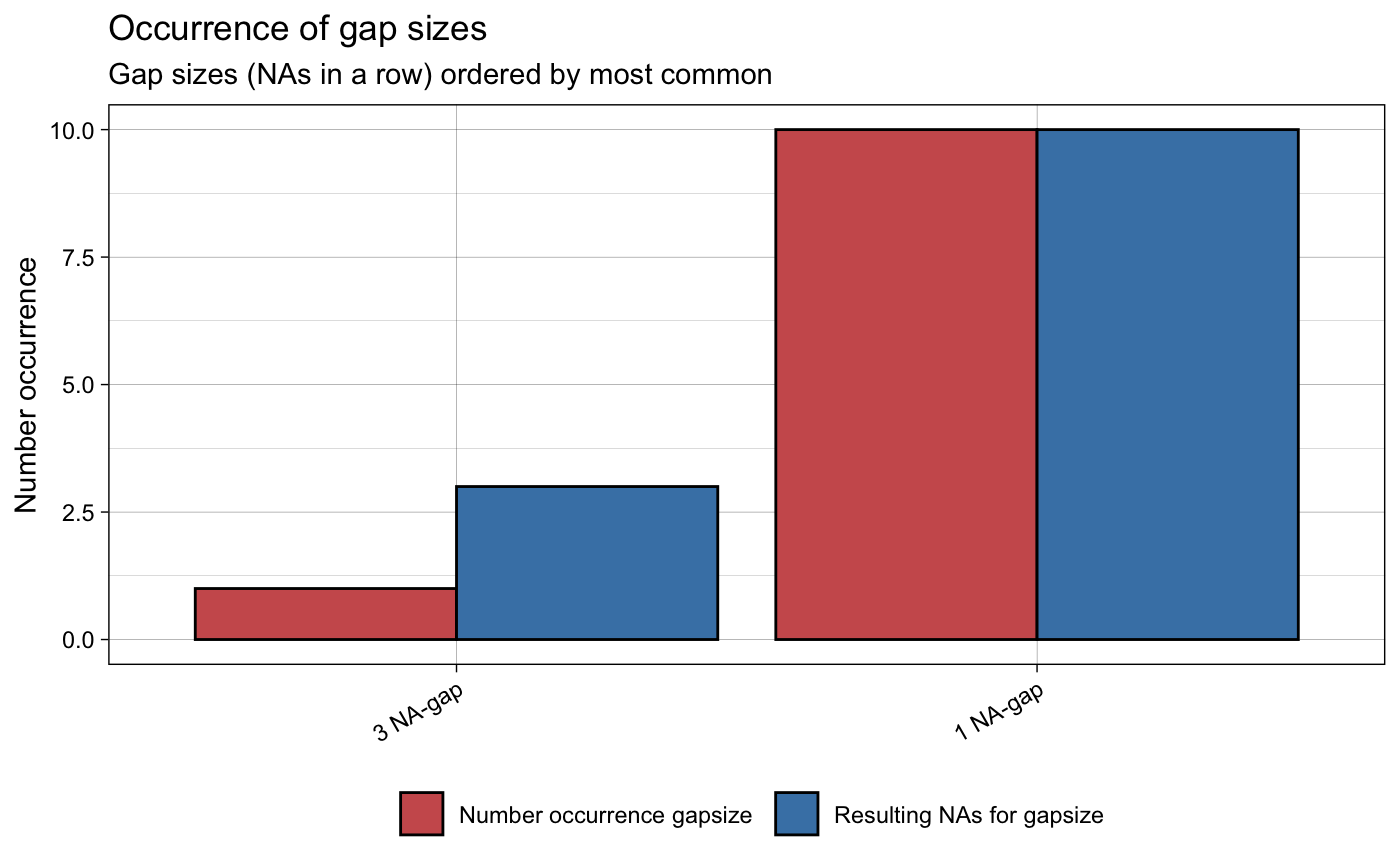 Occurrence of gap sizes
Gap sizes (NAs in a row) ordered by most common
Number occurrence
10.0
7.5
5.0
2.5
0.0
3 NA-gap
1 NA-gap
Number occurrence gapsize
Resulting NAs for gapsize